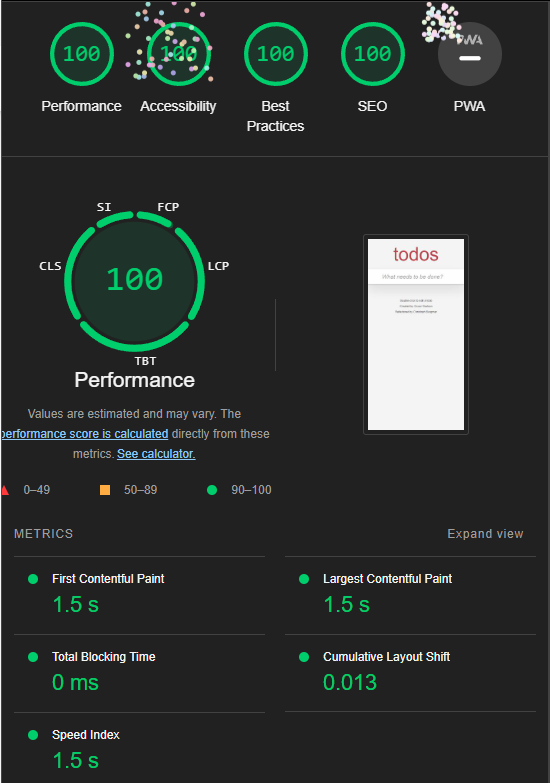 100
100
100
100
PWA
Performance
Accessibility
Best
Practices
SEO
PWA
SI
FCP
CLS
LCP
100
TBT
Performance
Values are estimated and may vary. The
performance score is calculated directly from these
metrics. See calculator.
0–49
50–89
90–100
todos
What needs to be done?
METRICS
Expand view
First Contentful Paint
1.5 s
Largest Contentful Paint
1.5 s
Total Blocking Time
0 ms
Cumulative Layout Shift
0.013
Speed Index
1.5 s